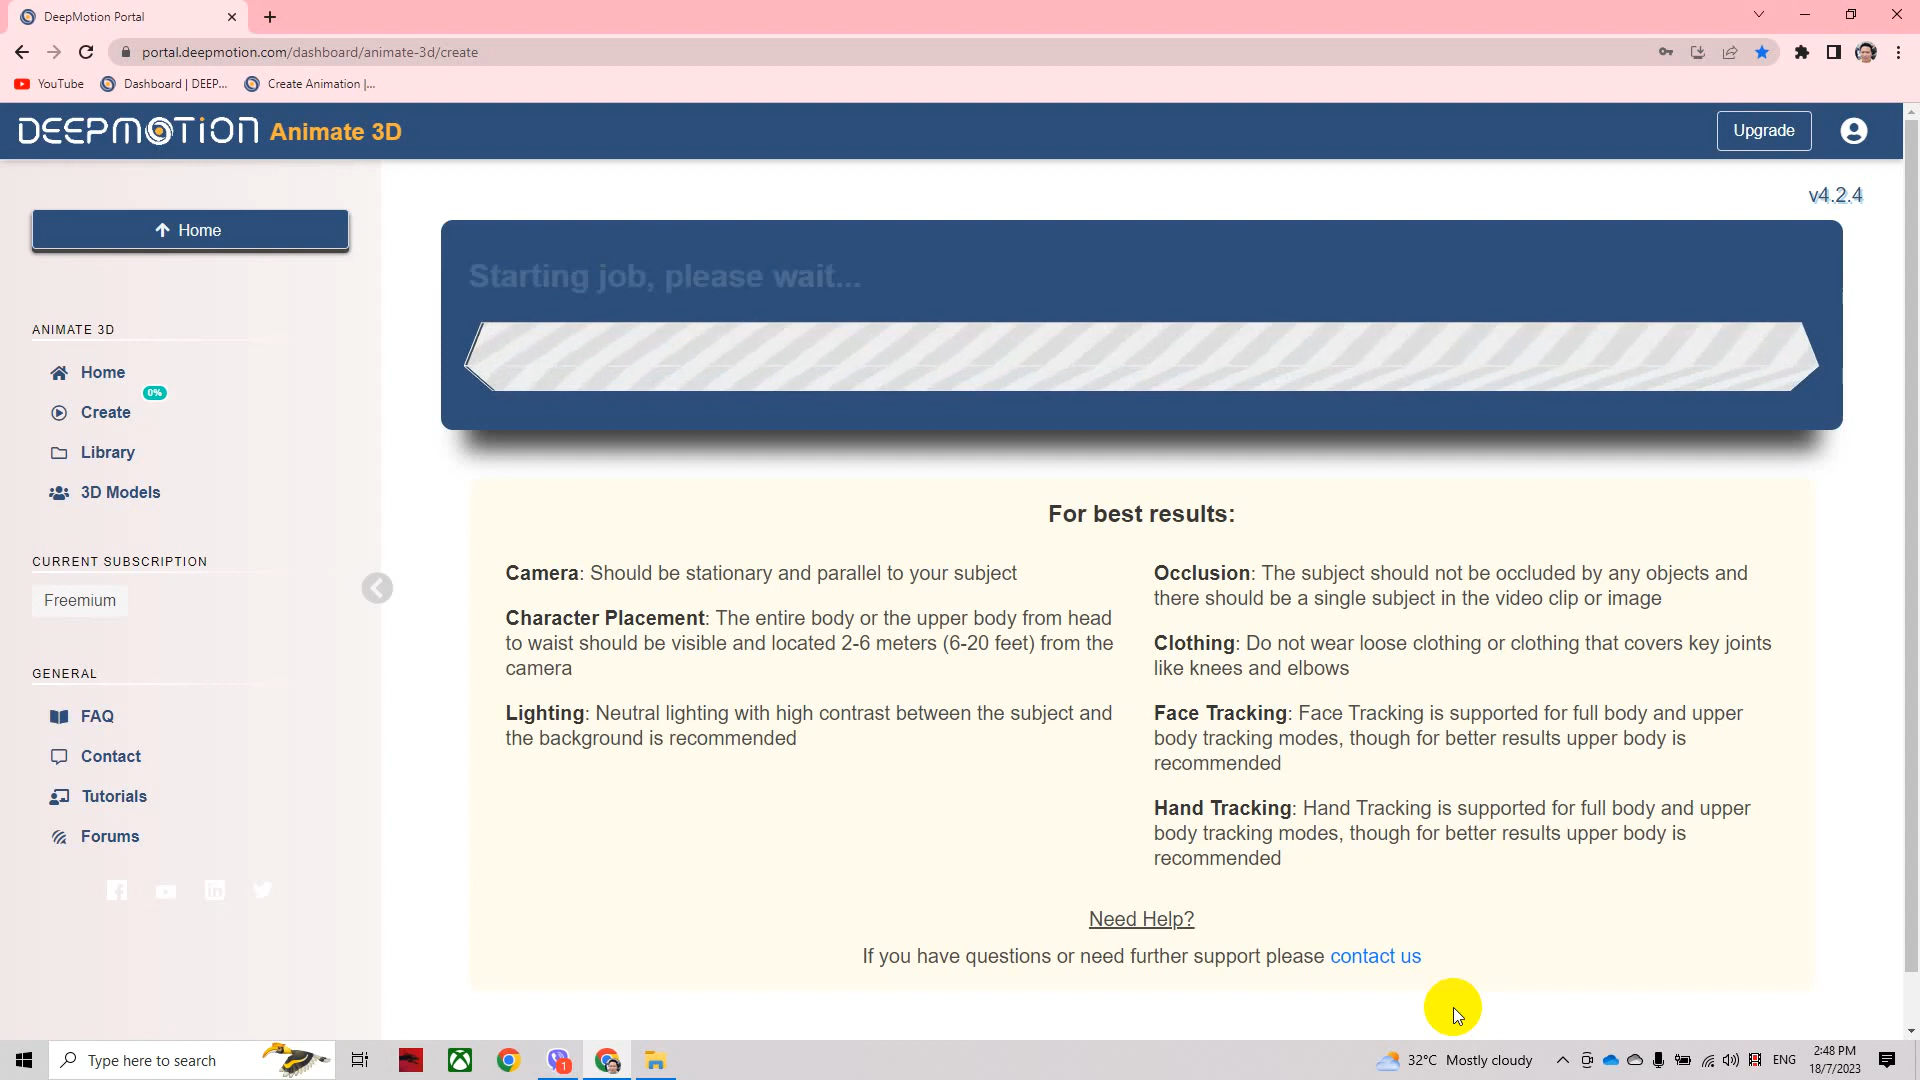 DeepMotion Portal
portal.deepmotion.com/dashboard/animate-3d/create
YouTube
Dashboard | DEEP...
Create Animation |...
DEEPMOTION Animate 3D
Upgrade
v4.2.4
Home
Starting job, please wait...
ANIMATE 3D
Home
0%
Create
Library
3D Models
CURRENT SUBSCRIPTION
Freemium
GENERAL
FAQ
Contact
Tutorials
Forums
For best results:
Camera: Should be stationary and parallel to your subject
Character Placement: The entire body or the upper body from head
to waist should be visible and located 2-6 meters (6-20 feet) from the
camera
Lighting: Neutral lighting with high contrast between the subject and
the background is recommended
Occlusion: The subject should not be occluded by any objects and
there should be a single subject in the video clip or image
Clothing: Do not wear loose clothing or clothing that covers key joints
like knees and elbows
Face Tracking: Face Tracking is supported for full body and upper
body tracking modes, though for better results upper body is
recommended
Hand Tracking: Hand Tracking is supported for full body and upper
body tracking modes, though for better results upper body is
recommended
Need Help?
If you have questions or need further support please contact us
Type here to search
1
32°C Mostly cloudy
ENG
2:48 PM
18/7/2023